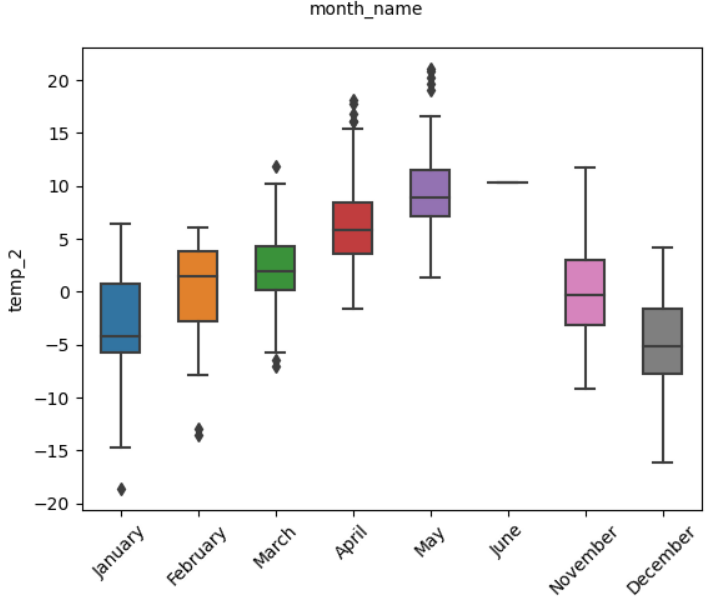 month_name
temp_2
20
15
10
5
0
−5
−10
−15
−20
January
February
March
April
May
June
November
December